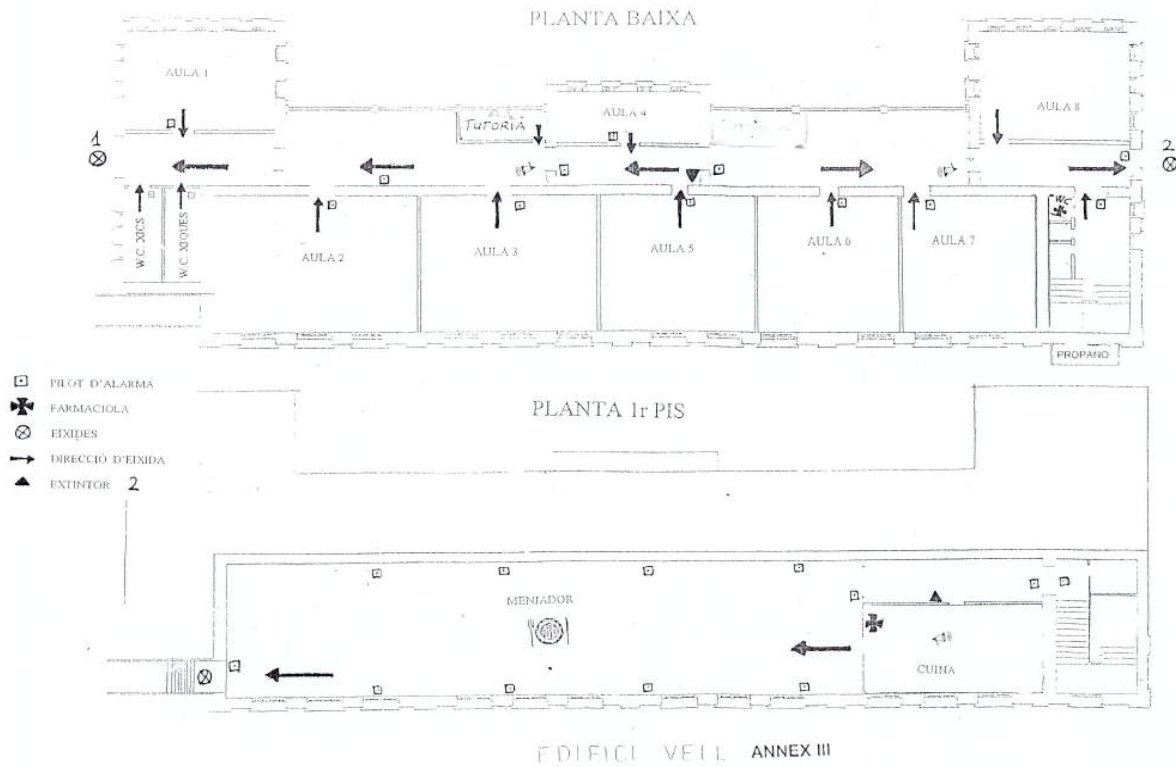 PLANTA BAIXA
AULA 1
TUTORIA
AULA 4
AULA 8
1
2
W.C. XICS
W.C. XIQUES
AULA 2
AULA 3
AULA 5
AULA 6
AULA 7
WC
PROPANO
PILOT D'ALARMA
FARMACIOLA
EIXIDES
DIRECCIÓ D'EIXIDA
EXTINTOR 2
PLANTA 1r PIS
MENJADOR
CUINA
EDIFICI VELL ANNEX III